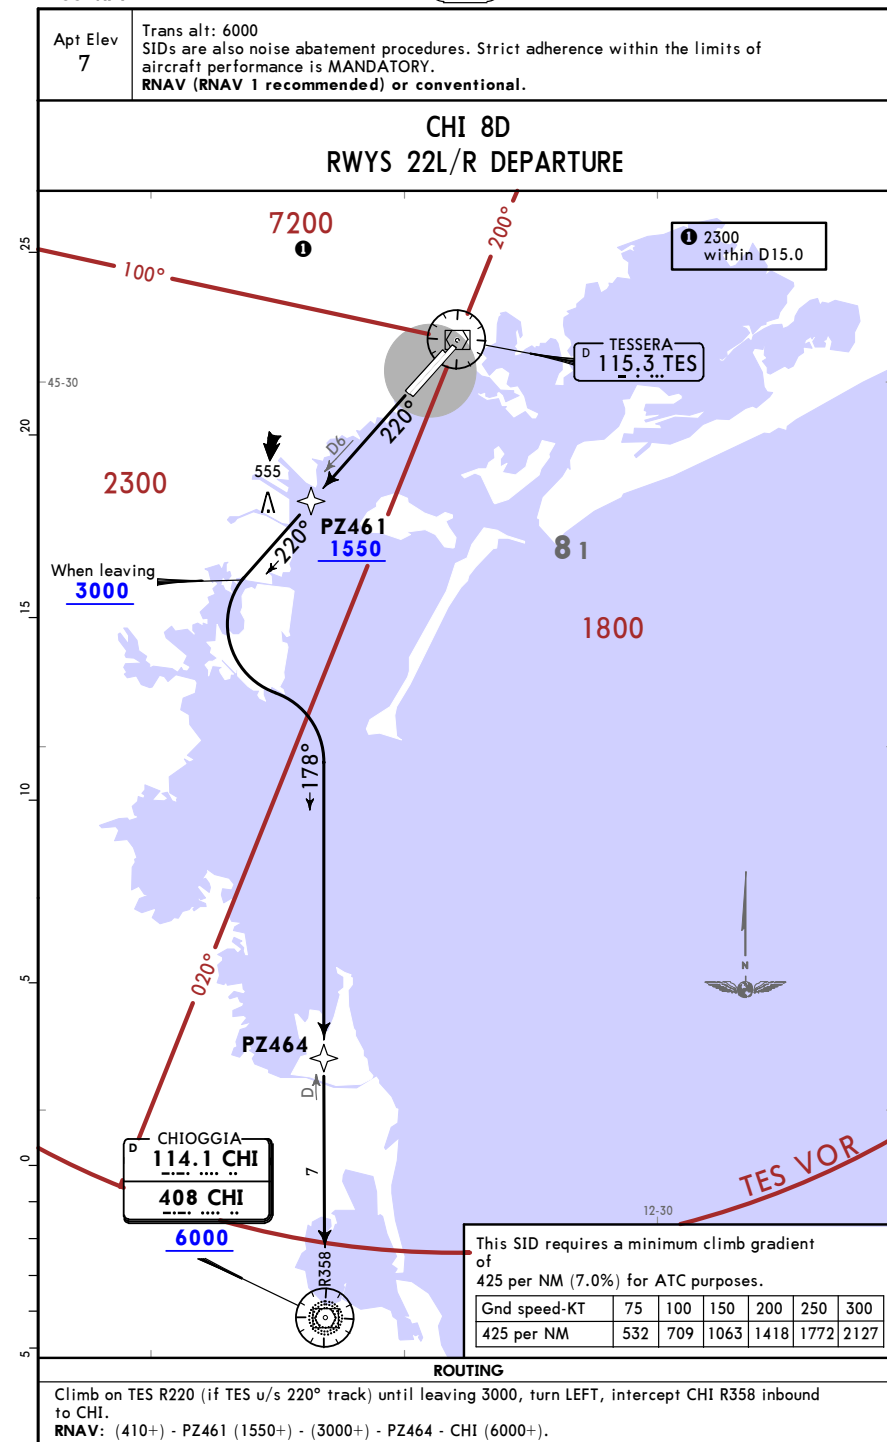 Apt Elev
7
Trans alt: 6000
SIDs are also noise abatement procedures. Strict adherence within the limits of
aircraft performance is MANDATORY.
RNAV (RNAV 1 recommended) or conventional.
CHI 8D
RWYS 22L/R DEPARTURE
7200
1
100°
200°
1 2300
within D15.0
25
D TESSERA
115.3 TES
45-30
220°
20
D6
555
2300
PZ461
1550
220°
81
When leaving
3000
15
1800
178°
10
020°
5
N
PZ464
D
CHIOGGIA
D 114.1 CHI
408 CHI
6000
0
7
TES VOR
12-30
R358
5
This SID requires a minimum climb gradient
of
425 per NM (7.0%) for ATC purposes.
Gnd speed-KT 75 100 150 200 250 300
425 per NM 532 709 1063 1418 1772 2127
ROUTING
Climb on TES R220 (if TES u/s 220° track) until leaving 3000, turn LEFT, intercept CHI R358 inbound
to CHI.
RNAV: (410+) - PZ461 (1550+) - (3000+) - PZ464 - CHI (6000+).